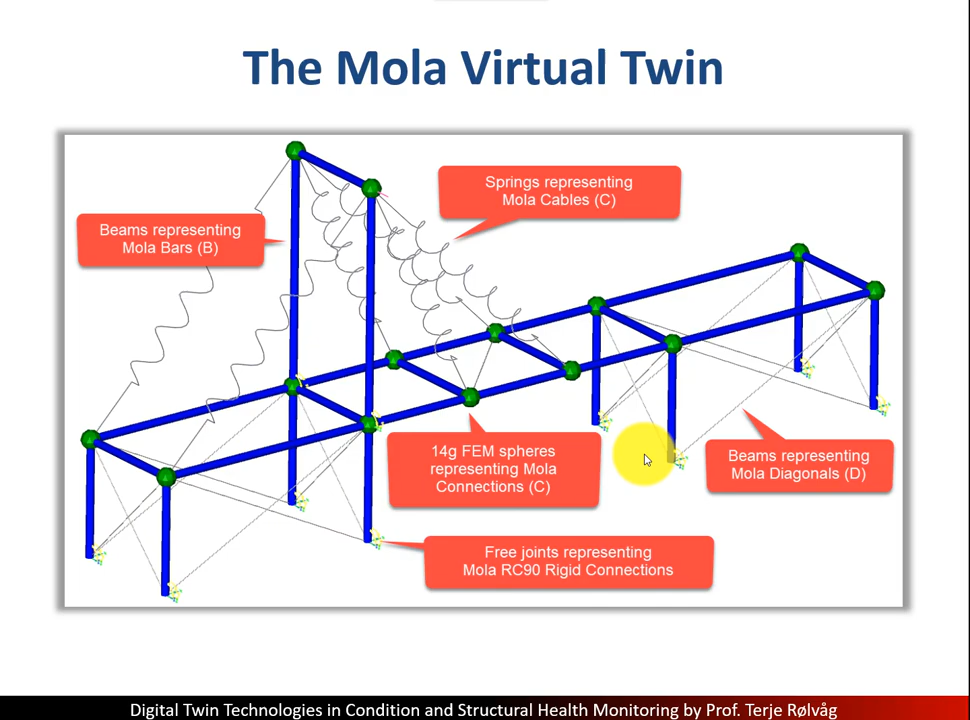 The Mola Virtual Twin
Springs representing
Mola Cables (C)
Beams representing
Mola Bars (B)
14g FEM spheres
representing Mola
Connections (C)
Beams representing
Mola Diagonals (D)
Free joints representing
Mola RC90 Rigid Connections
Digital Twin Technologies in Condition and Structural Health Monitoring by Prof. Terje Rølvåg